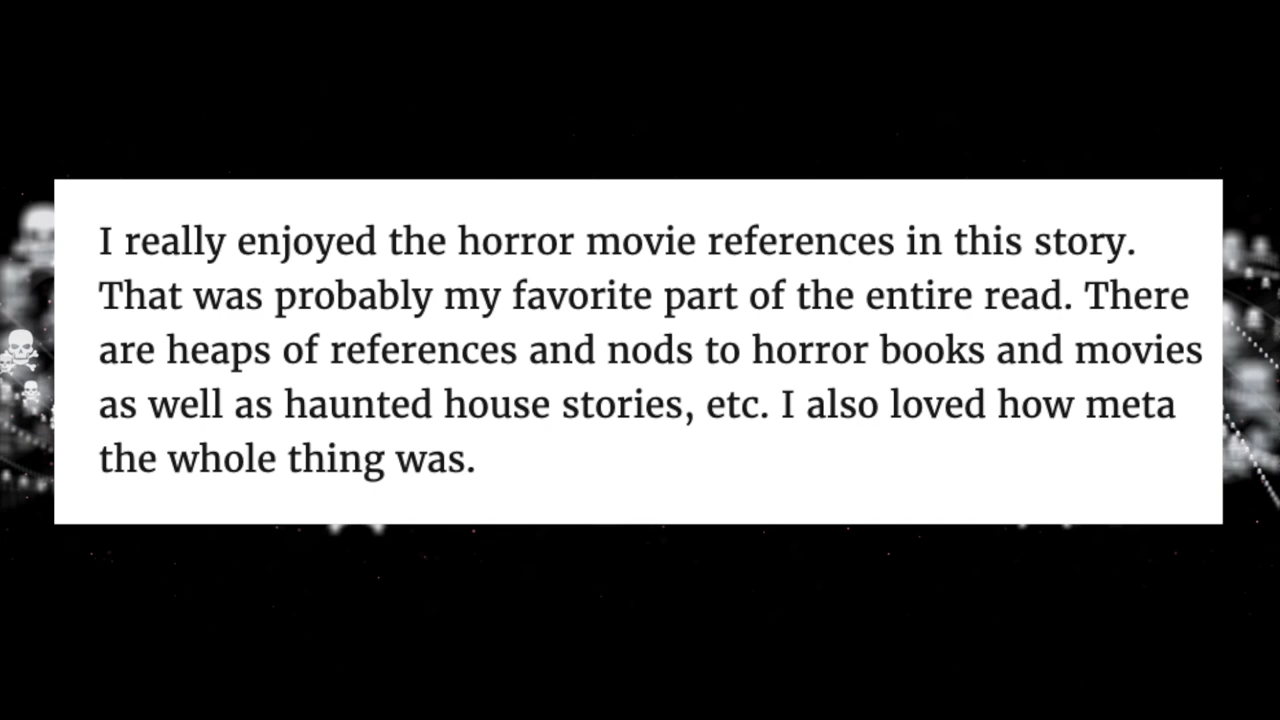 I really enjoyed the horror movie references in this story.
That was probably my favorite part of the entire read. There
are heaps of references and nods to horror books and movies
as well as haunted house stories, etc. I also loved how meta
the whole thing was.